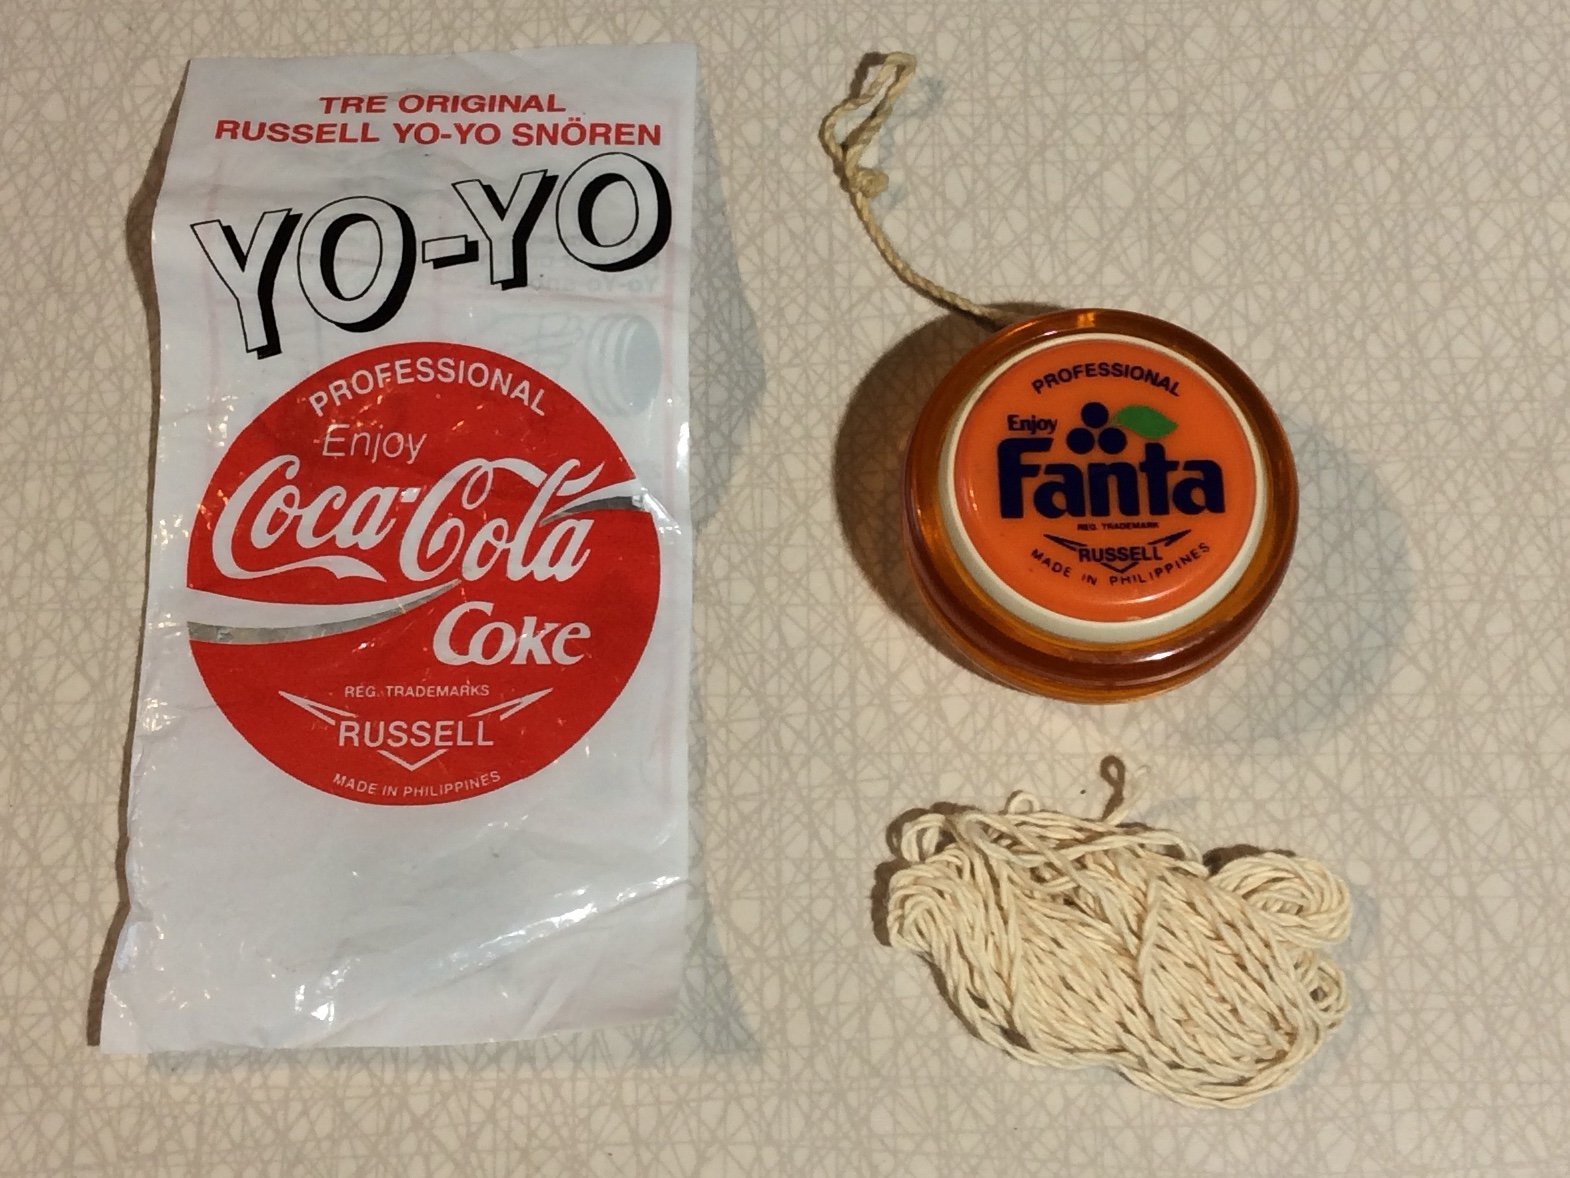 TRE ORIGINAL
RUSSELL YO-YO SNÖREN
YO-YO
PROFESSIONAL
Enjoy
Coca-Cola
Coke
REG. TRADEMARKS
RUSSELL
MADE IN PHILIPPINES
PROFESSIONAL
Enjoy
Fanta
REG. TRADEMARK
RUSSELL
MADE IN PHILIPPINES